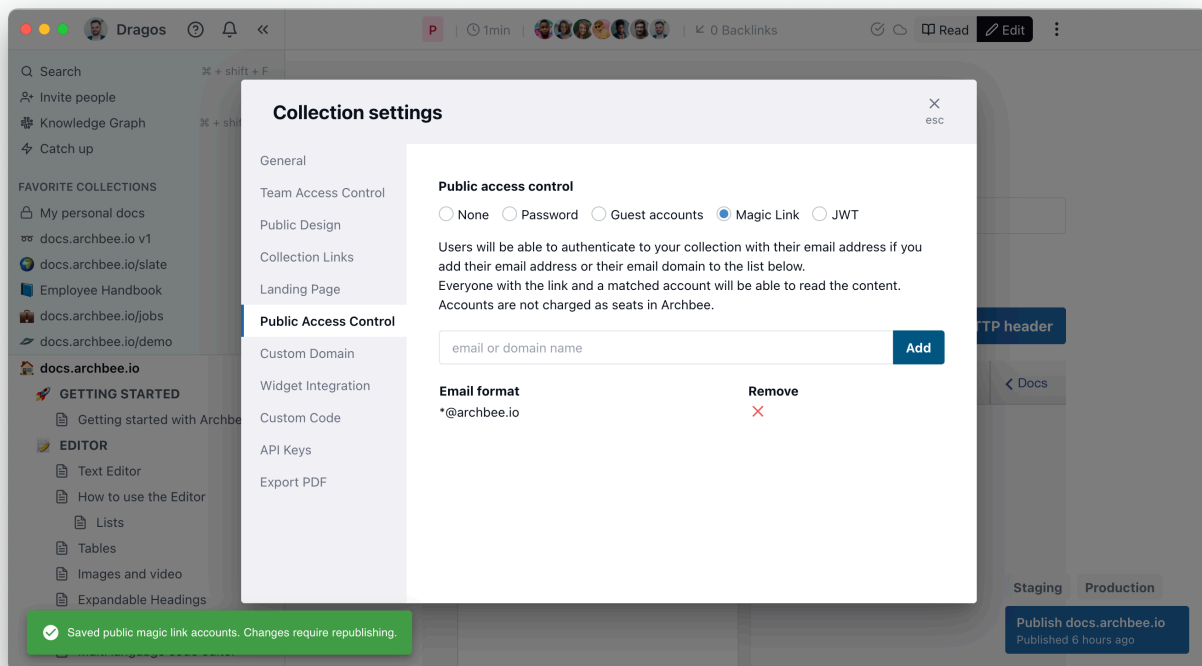 Dragos
P
1min
0 Backlinks
Read
Edit
Search
⌘ + shift + F
Invite people
Knowledge Graph
⌘ + shi
Catch up
FAVORITE COLLECTIONS
My personal docs
docs.archbee.io v1
docs.archbee.io/slate
Employee Handbook
docs.archbee.io/jobs
docs.archbee.io/demo
docs.archbee.io
GETTING STARTED
Getting started with Archbe
EDITOR
Text Editor
How to use the Editor
Lists
Tables
Images and video
Expandable Headings
Collection settings
esc
General
Team Access Control
Public Design
Collection Links
Landing Page
Public Access Control
Custom Domain
Widget Integration
Custom Code
API Keys
Export PDF
Public access control
None
Password
Guest accounts
Magic Link
JWT
Users will be able to authenticate to your collection with their email address if you
add their email address or their email domain to the list below.
Everyone with the link and a matched account will be able to read the content.
Accounts are not charged as seats in Archbee.
email or domain name
Add
Email format
Remove
*@archbee.io
TP header
Docs
Staging
Production
Publish docs.archbee.io
Published 6 hours ago
Saved public magic link accounts. Changes require republishing.